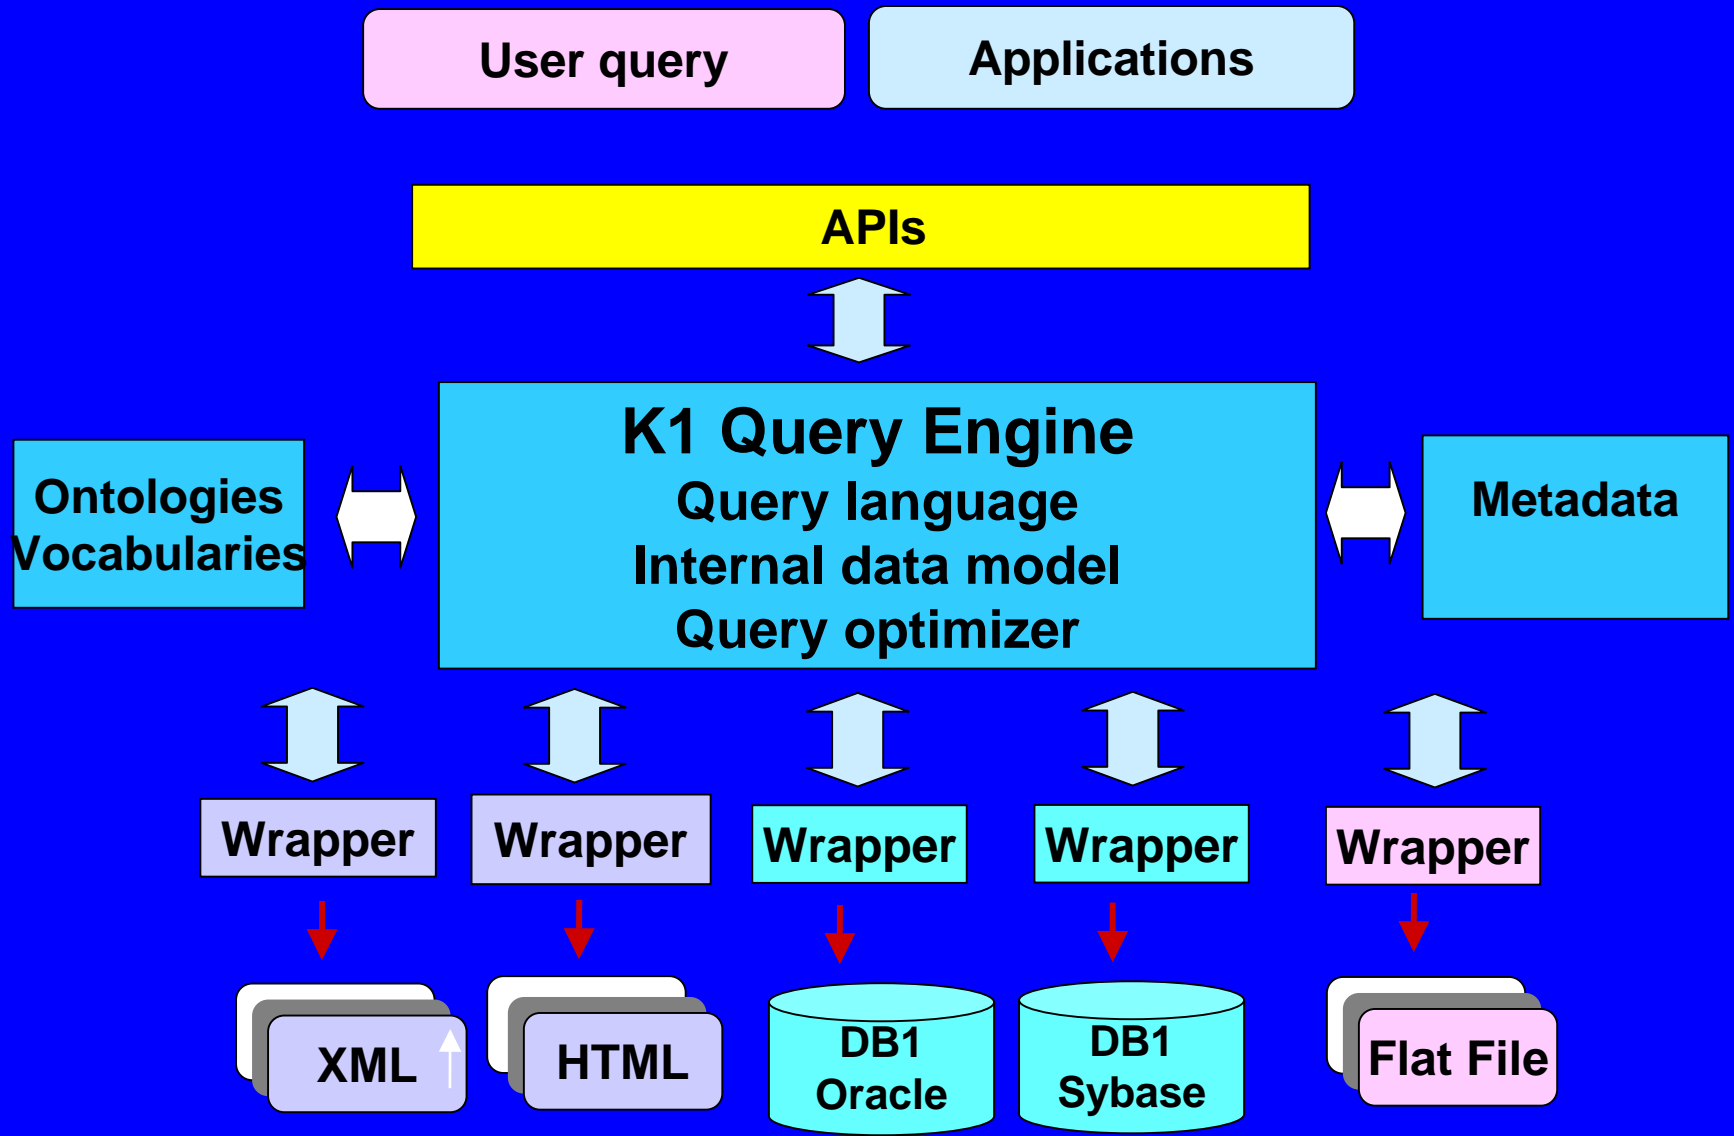 User query
Applications
APIs
K1 Query Engine
Query language
Internal data model
Query optimizer
Ontologies
Vocabularies
Metadata
Wrapper
Wrapper
Wrapper
Wrapper
Wrapper
XML
HTML
DB1
Oracle
DB1
Sybase
Flat File